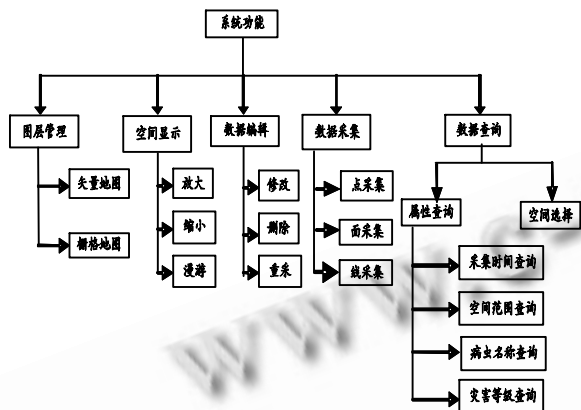 系统功能
图层管理
空间显示
数据编辑
数据采集
数据查询
矢量地图
栅格地图
放大
缩小
漫游
修改
删除
重采
点采集
面采集
线采集
属性查询
空间选择
采集时间查询
空间范围查询
病虫名称查询
灾害等级查询
www.